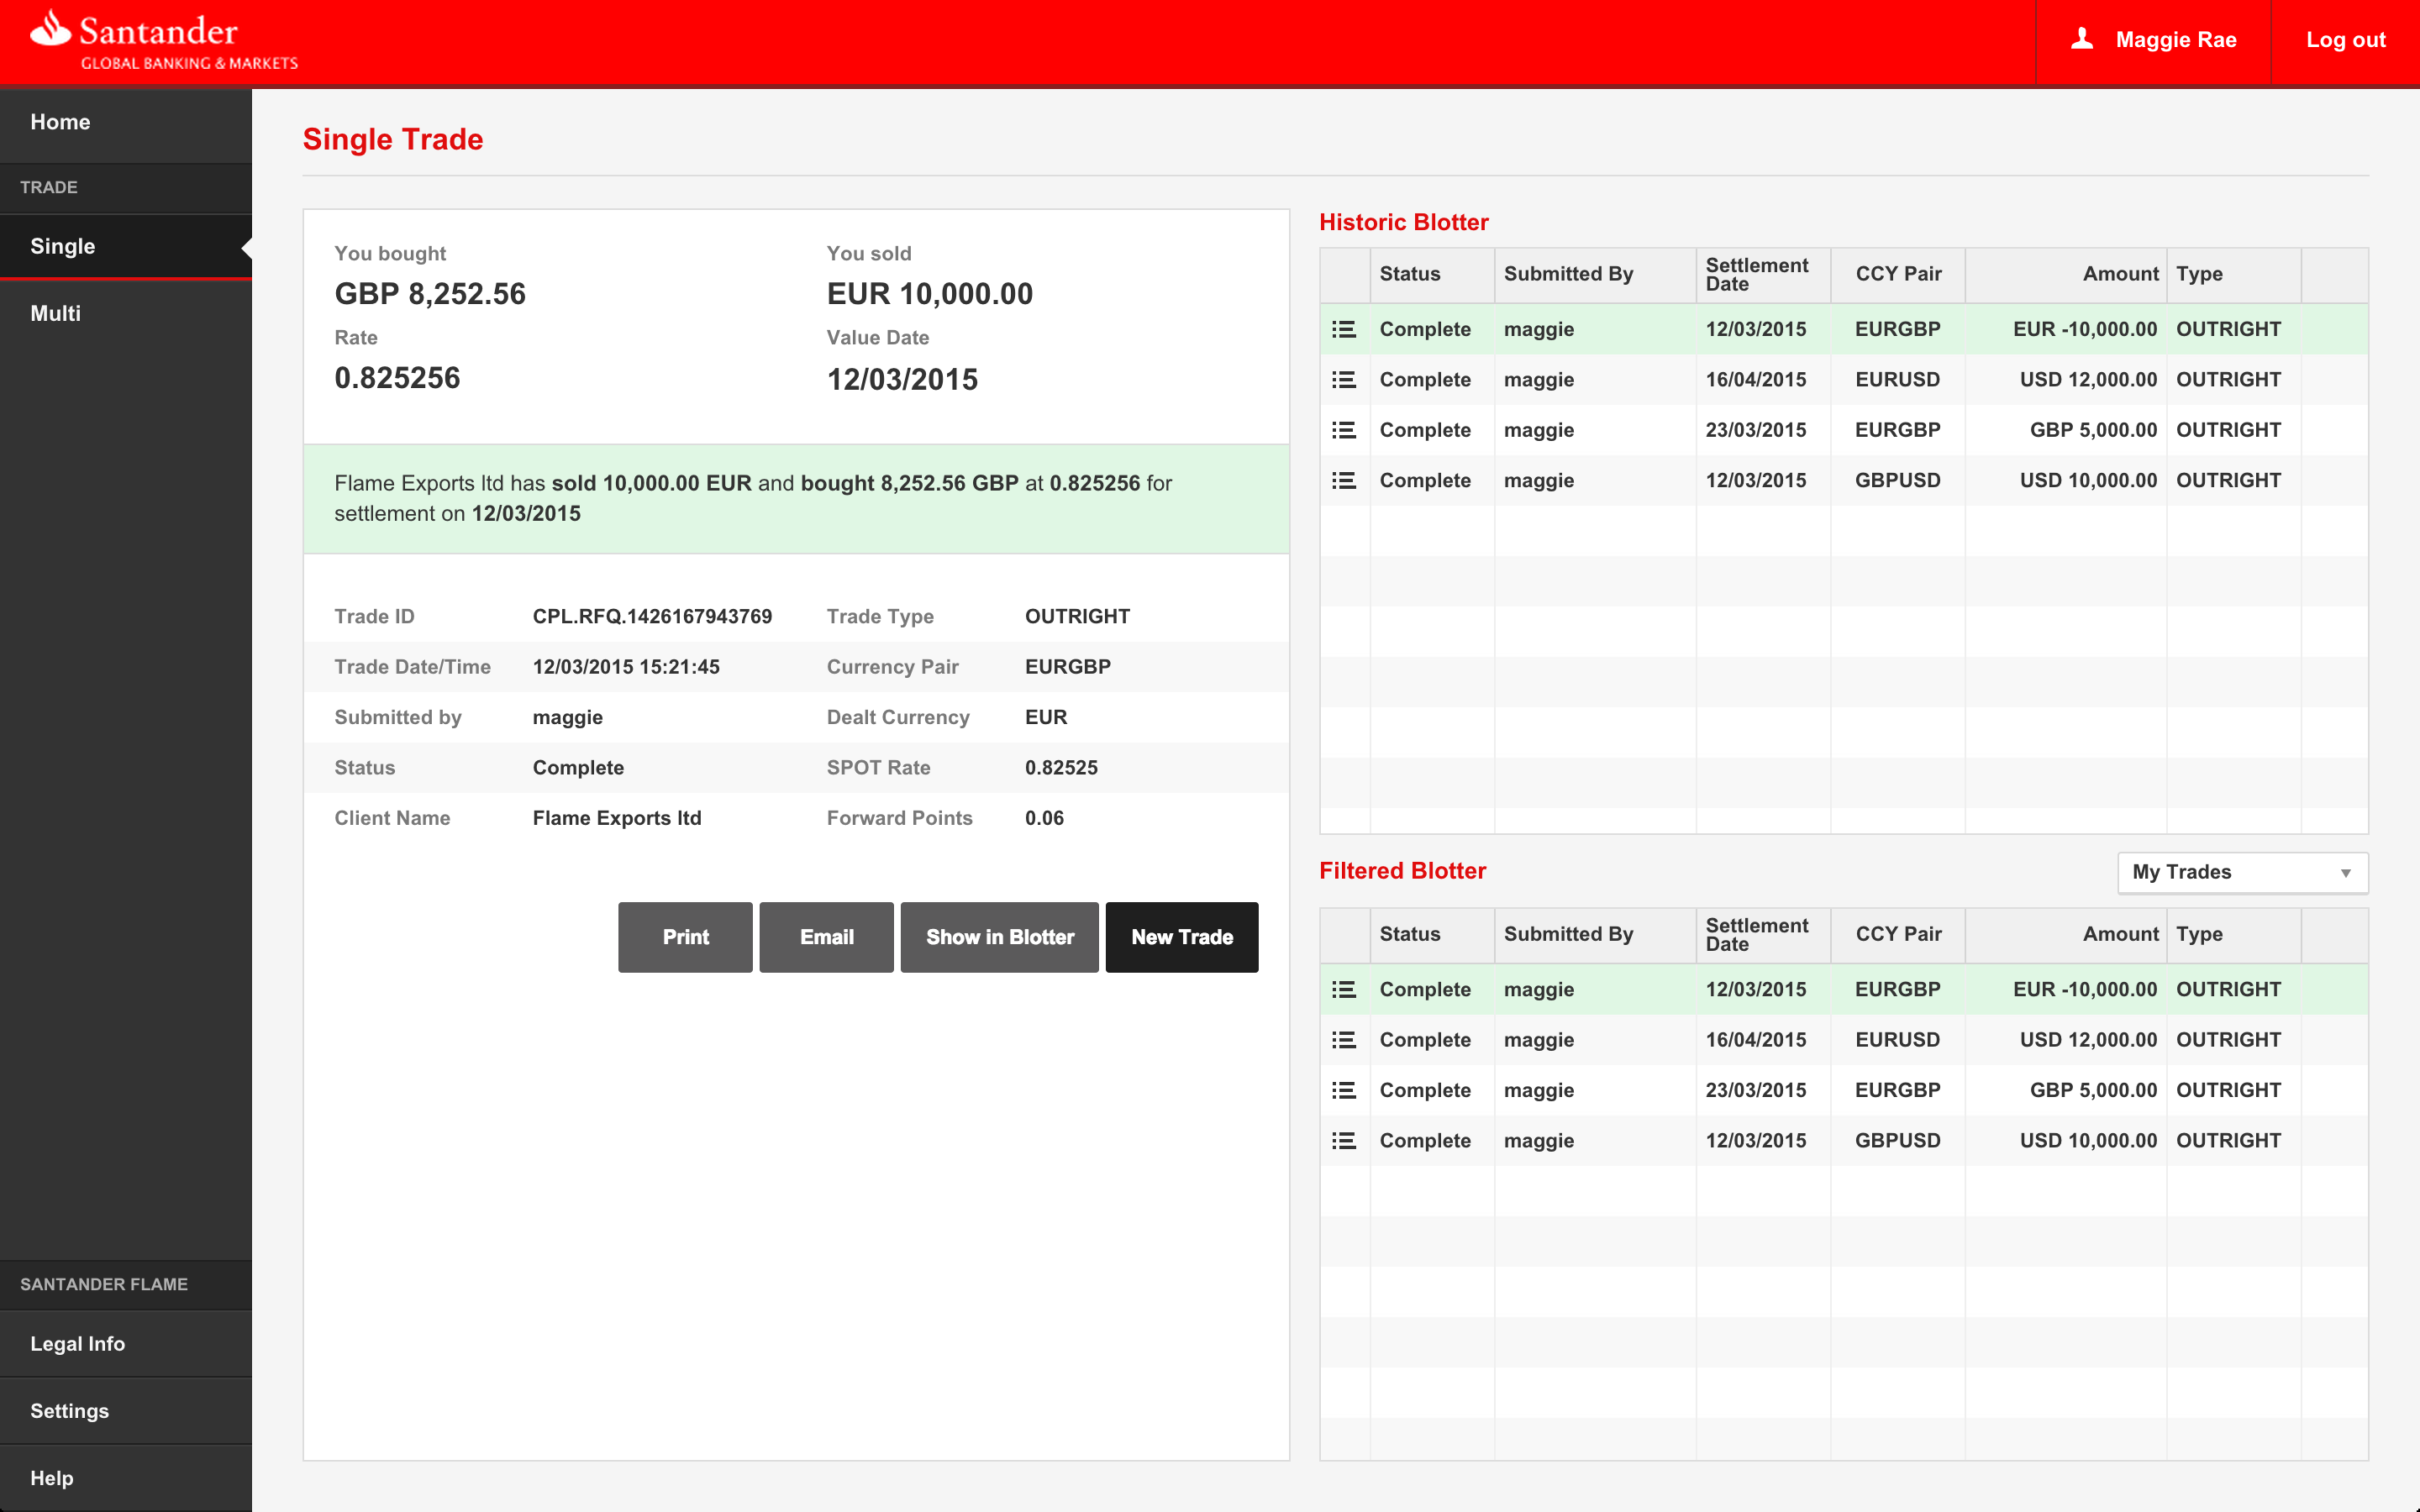 Santander
GLOBAL BANKING & MARKETS
Maggie Rae
Log out
Home
TRADE
Single
Multi
SANTANDER FLAME
Legal Info
Settings
Help
Single Trade
You bought
GBP 8,252.56
You sold
EUR 10,000.00
Rate
0.825256
Value Date
12/03/2015
Flame Exports ltd has sold 10,000.00 EUR and bought 8,252.56 GBP at 0.825256 for
settlement on 12/03/2015
Trade ID CPL.RFQ.1426167943769 Trade Type OUTRIGHT
Trade Date/Time 12/03/2015 15:21:45 Currency Pair EURGBP
Submitted by maggie Dealt Currency EUR
Status Complete SPOT Rate 0.82525
Client Name Flame Exports ltd Forward Points 0.06
Print
Email
Show in Blotter
New Trade
Historic Blotter
Status Submitted By Settlement Date CCY Pair Amount Type
Complete maggie 12/03/2015 EURGBP EUR -10,000.00 OUTRIGHT
Complete maggie 16/04/2015 EURUSD USD 12,000.00 OUTRIGHT
Complete maggie 23/03/2015 EURGBP GBP 5,000.00 OUTRIGHT
Complete maggie 12/03/2015 GBPUSD USD 10,000.00 OUTRIGHT
Filtered Blotter
My Trades
Status Submitted By Settlement Date CCY Pair Amount Type
Complete maggie 12/03/2015 EURGBP EUR -10,000.00 OUTRIGHT
Complete maggie 16/04/2015 EURUSD USD 12,000.00 OUTRIGHT
Complete maggie 23/03/2015 EURGBP GBP 5,000.00 OUTRIGHT
Complete maggie 12/03/2015 GBPUSD USD 10,000.00 OUTRIGHT